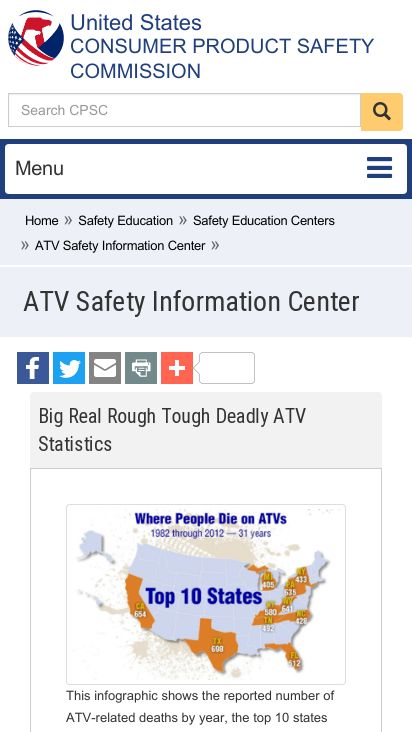 United States
CONSUMER PRODUCT SAFETY
COMMISSION
Search CPSC
Menu
Home » Safety Education » Safety Education Centers
» ATV Safety Information Center »
ATV Safety Information Center
Big Real Rough Tough Deadly ATV
Statistics
Where People Die on ATVs
1982 through 2012 — 31 years
Top 10 States
NY
433
MI
405
PA
635
WV
641
KY
580
CA
654
NC
428
TN
492
TX
698
FL
512
This infographic shows the reported number of
ATV-related deaths by year, the top 10 states